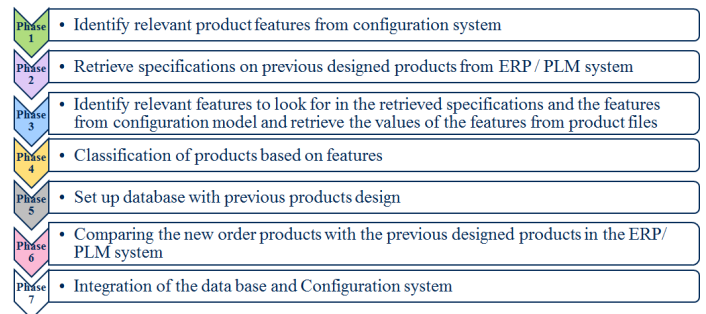 Phase
1
• Identify relevant product features from configuration system
Phase
2
• Retrieve specifications on previous designed products from ERP / PLM system
Phase
3
• Identify relevant features to look for in the retrieved specifications and the features
from configuration model and retrieve the values of the features from product files
Phase
4
• Classification of products based on features
Phase
5
• Set up database with previous products design
Phase
6
• Comparing the new order products with the previous designed products in the ERP/
PLM system
Phase
7
• Integration of the data base and Configuration system